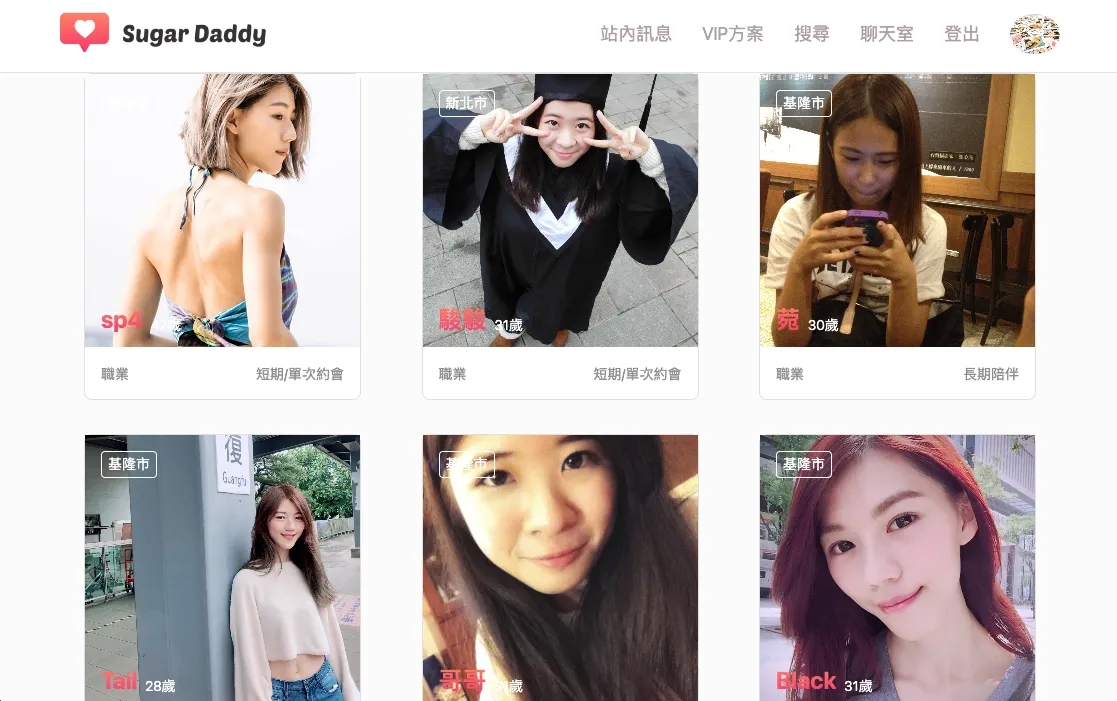 Sugar Daddy
站內訊息 VIP方案 搜尋 聊天室 登出
新北市
基隆市
sp4
駿駿 31歲
菀 30歲
職業 短期/單次約會
職業 短期/單次約會
職業 長期陪伴
基隆市
復
Guangfu
基隆市
基隆市
Tail 28歲
哥哥 31歲
Black 31歲